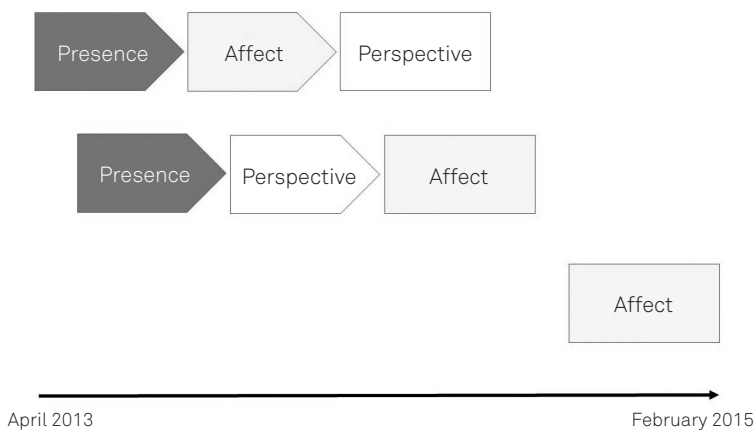 Presence
Affect
Perspective
Presence
Perspective
Affect
Affect
April 2013
February 2015